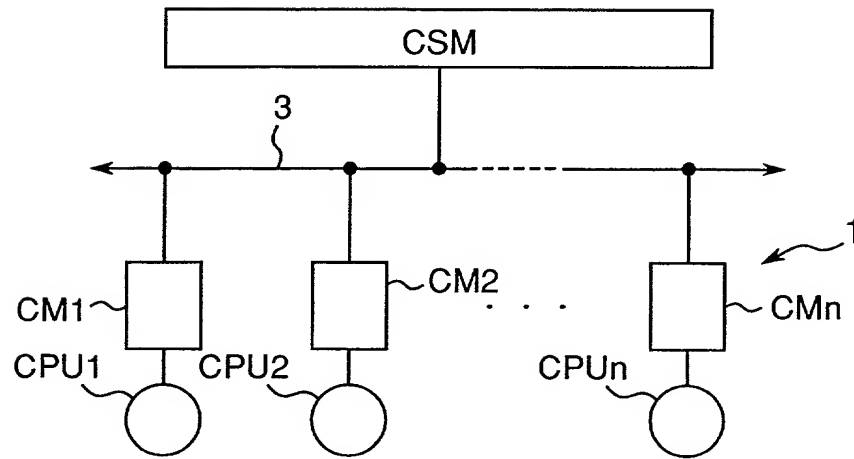 CSM
3
1
CM1
CM2
. . .
CMn
CPU1
CPU2
CPUn